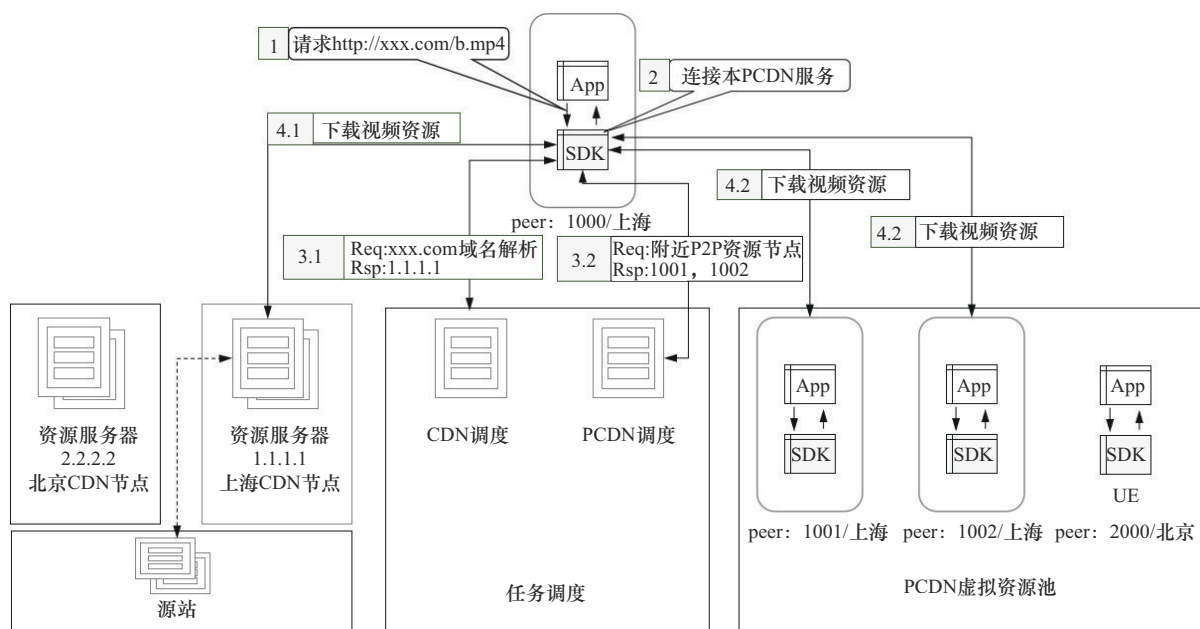 1 请求http://xxx.com/b.mp4
App
2 连接本PCDN服务
SDK
4.1 下载视频资源
4.2 下载视频资源
4.2 下载视频资源
peer：1000/上海
3.1 Req:xxx.com域名解析
Rsp:1.1.1.1
3.2 Req:附近P2P资源节点
Rsp:1001，1002
资源服务器
2.2.2.2
北京CDN节点
资源服务器
1.1.1.1
上海CDN节点
源站
CDN调度
PCDN调度
任务调度
App
SDK
peer：1001/上海
App
SDK
peer：1002/上海
App
SDK
UE
peer：2000/北京
PCDN虚拟资源池